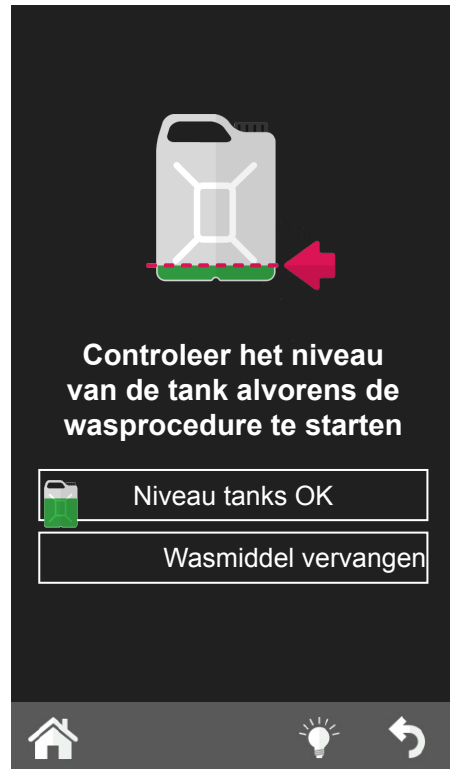 Controleer het niveau
van de tank alvorens de
wasprocedure te starten
Niveau tanks OK
Wasmiddel vervangen